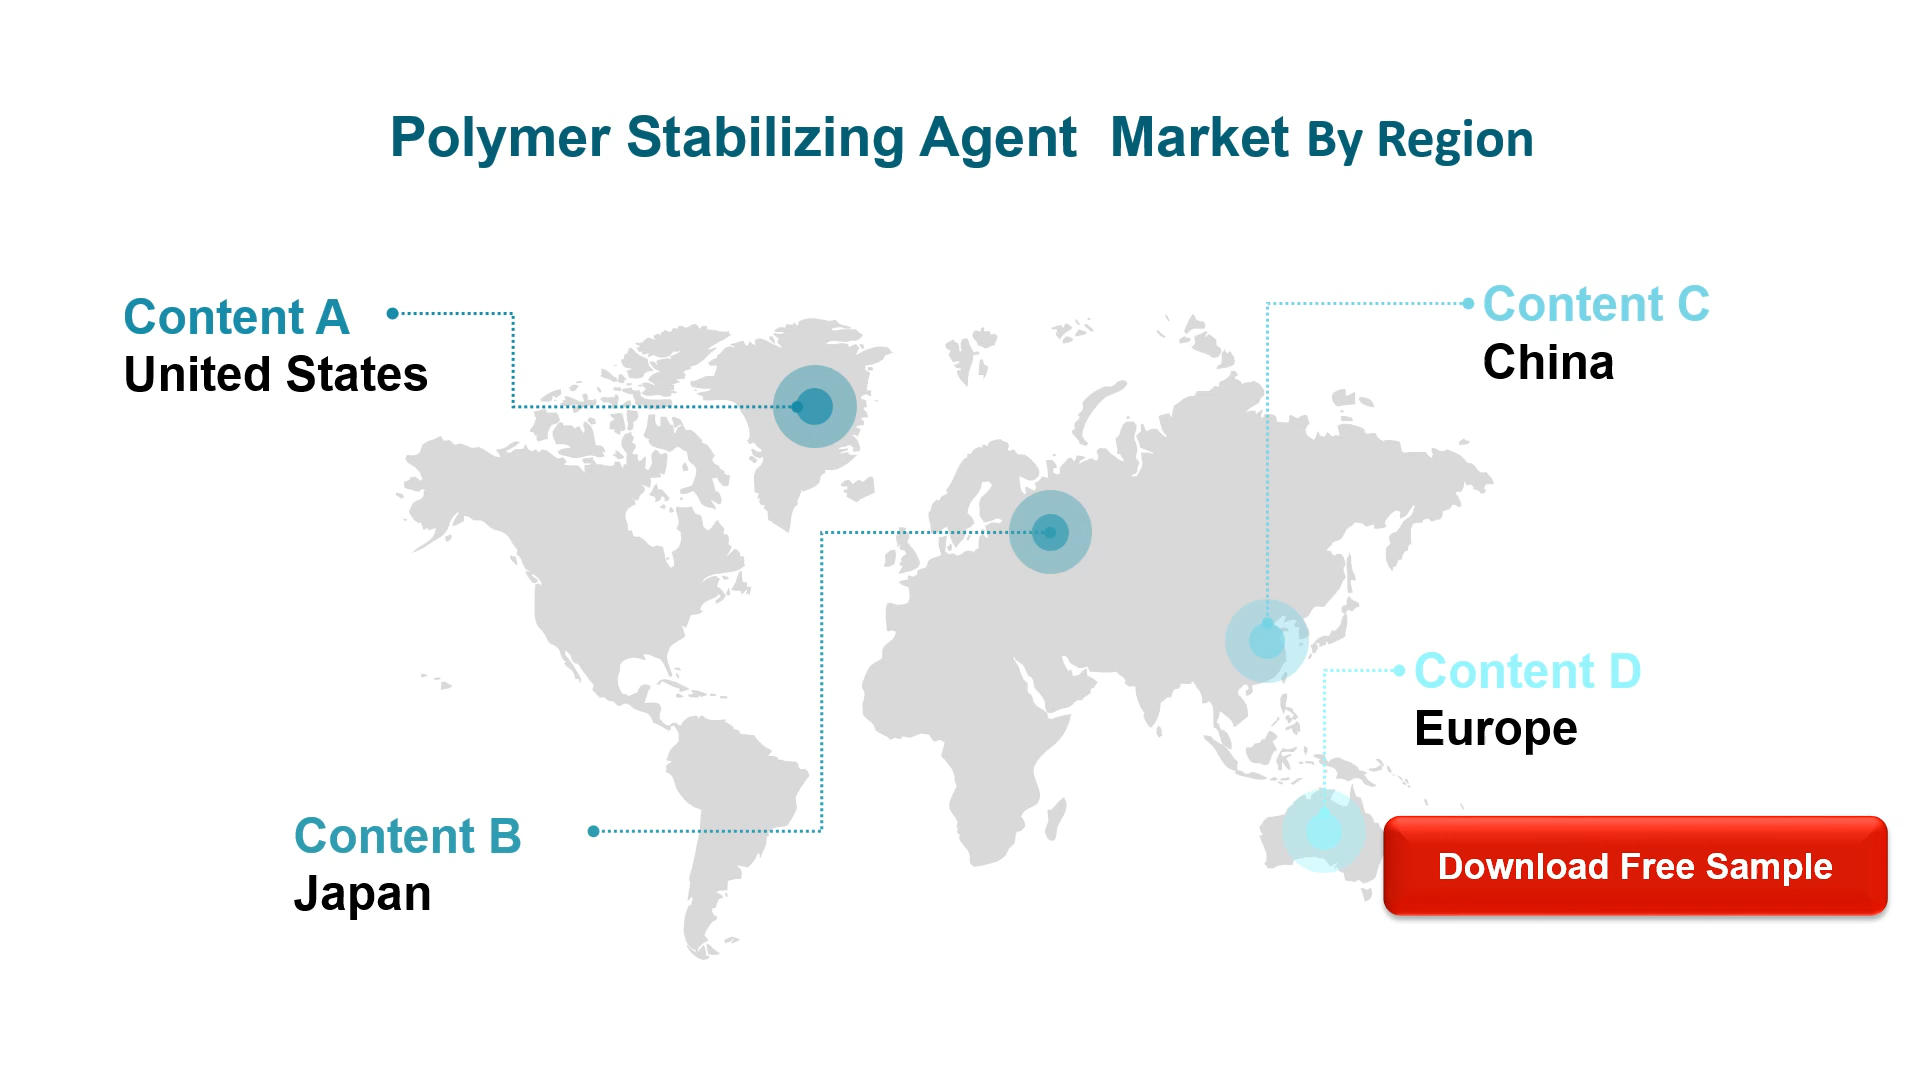 Polymer Stabilizing Agent  Market By Region
Content A
United States
Content C
China
Content D
Europe
Content B
Japan
Download Free Sample